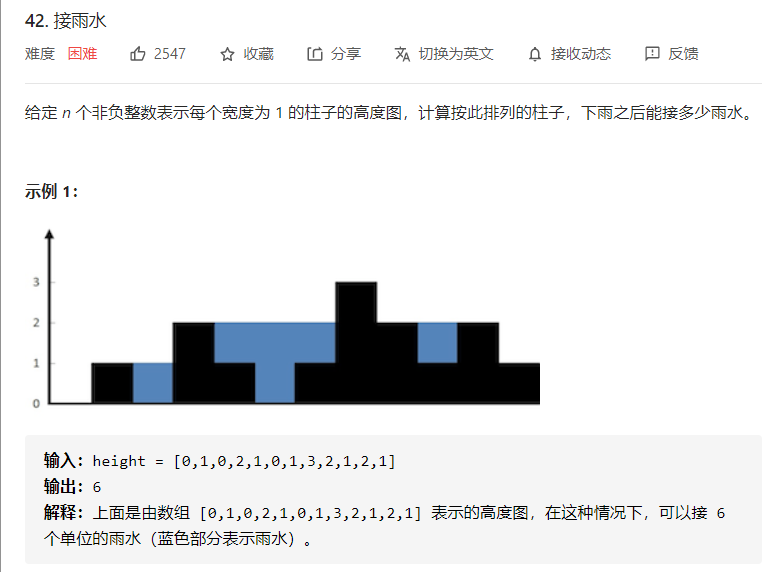 42. 接雨水
难度 困难 2547 收藏 分享 切换为英文 接收动态 反馈
给定 n 个非负整数表示每个宽度为 1 的柱子的高度图，计算按此排列的柱子，下雨之后能接多少雨水。
示例 1：
3
2
1
0
输入：height = [0,1,0,2,1,0,1,3,2,1,2,1]
输出：6
解释：上面是由数组 [0,1,0,2,1,0,1,3,2,1,2,1] 表示的高度图，在这种情况下，可以接 6
个单位的雨水（蓝色部分表示雨水）。